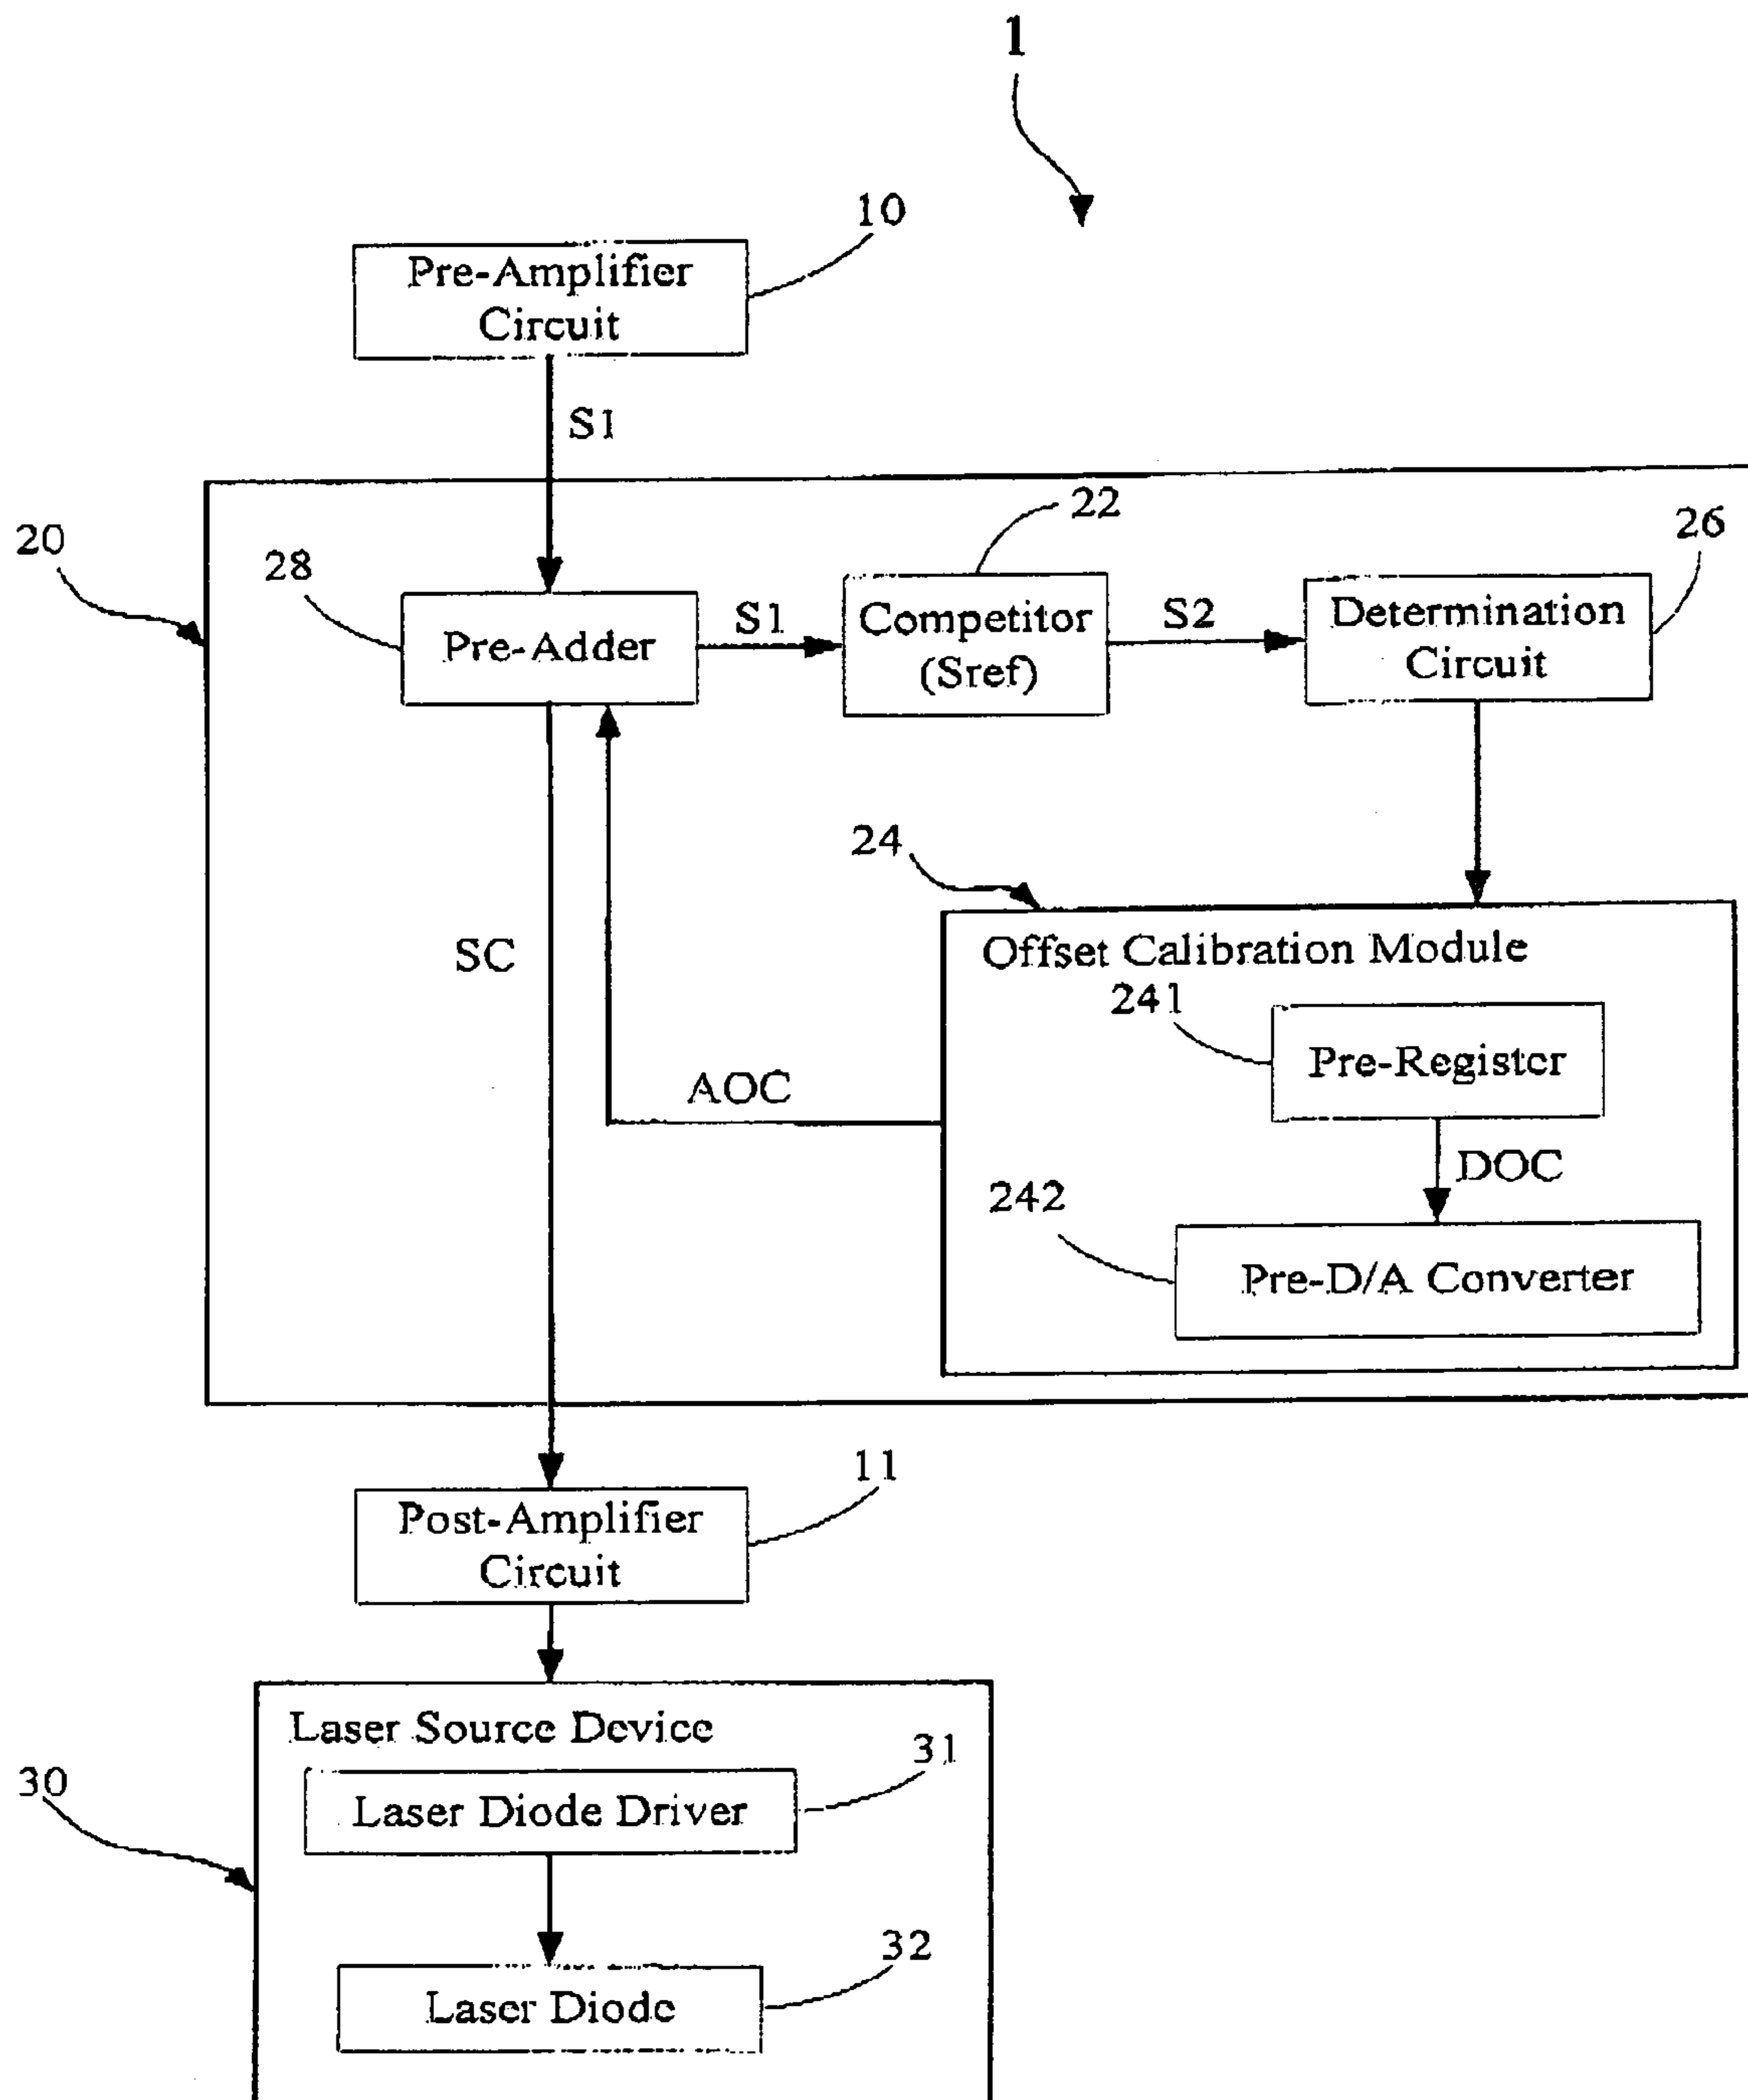 1
10
Pre-Amplifier
Circuit
S1
20
28
22
26
Pre-Adder
S1
Competitor
(Sref)
S2
Determination
Circuit
24
SC
Offset Calibration Module
241
Pre-Register
AOC
DOC
242
Pre-D/A Converter
11
Post-Amplifier
Circuit
Laser Source Device
31
30
Laser Diode Driver
32
Laser Diode